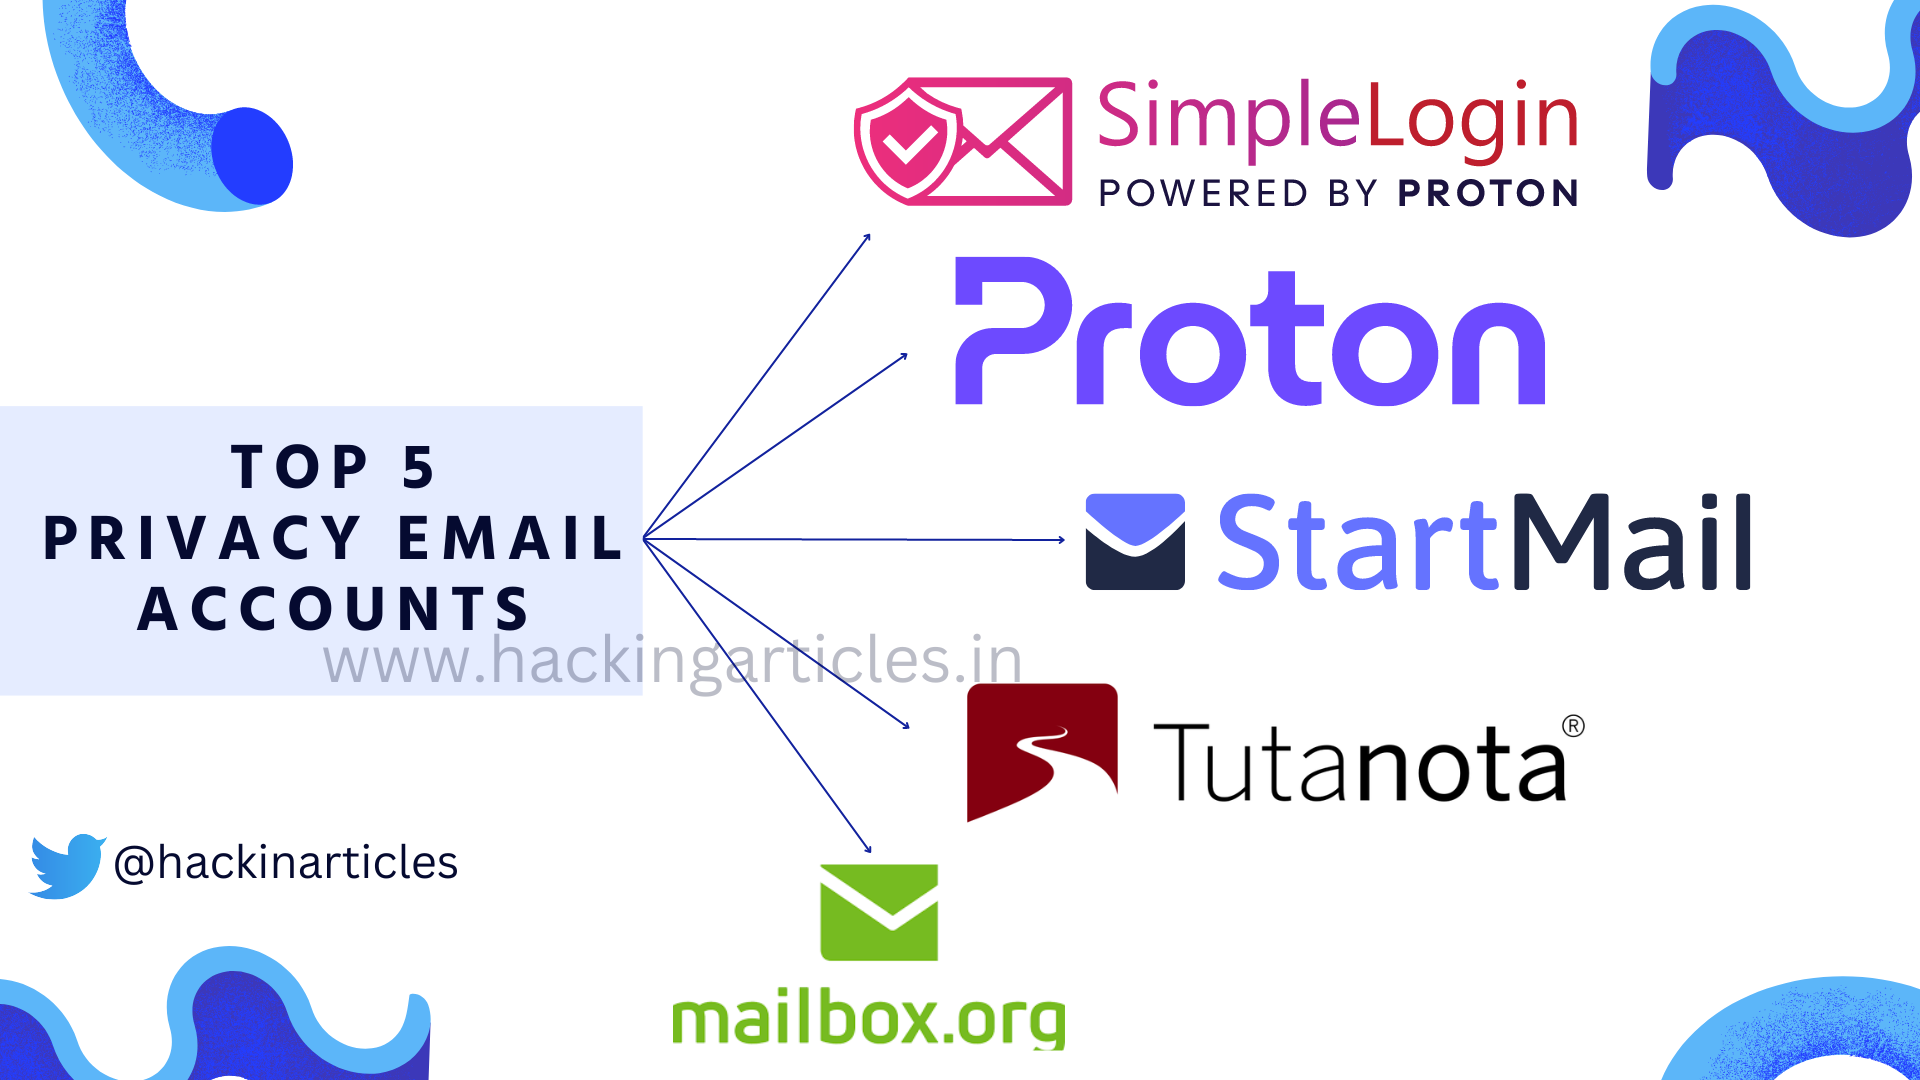 SimpleLogin
POWERED BY PROTON
Proton
TOP 5
PRIVACY EMAIL
ACCOUNTS
StartMail
www.hackingarticles.in
Tutanota®
@hackinarticles
mailbox.org